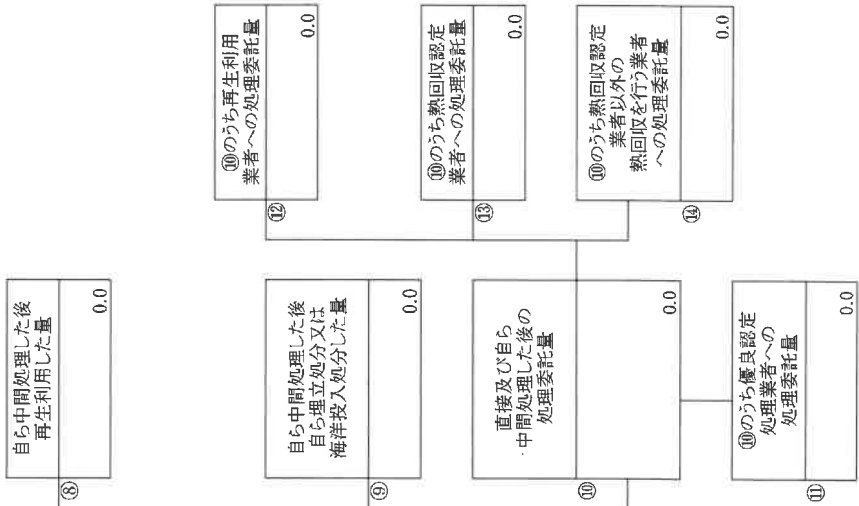 自ら中間処理した後
再生利用した量
⑧
0.0
自ら中間処理した後
自ら埋立処分又は
海洋投入処分した量
⑨
0.0
直接及び自ら
中間処理した後の
処理委託量
⑩
0.0
⑩のうち優良認定
処理業者への
処理委託量
⑪
0.0
⑩のうち再生利用
業者への処理委託量
⑫
0.0
⑩のうち熱回収認定
業者への処理委託量
⑬
0.0
⑩のうち熱回収認定
業者以外の
熱回収を行う業者
への処理委託量
⑭
0.0